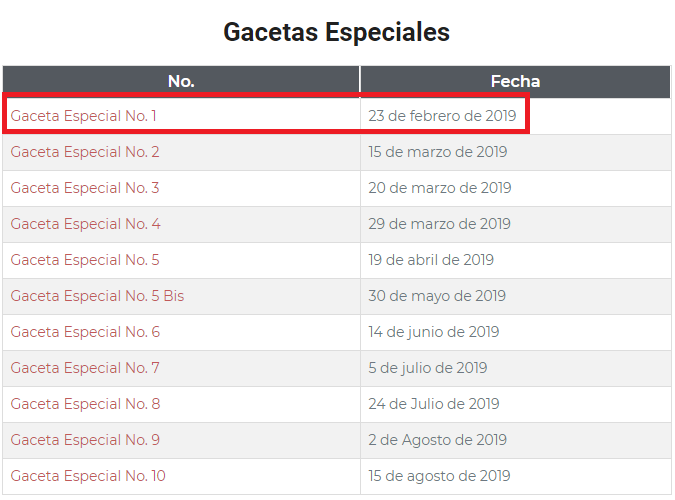 Gacetas Especiales
No. Fecha
Gaceta Especial No. 1 23 de febrero de 2019
Gaceta Especial No. 2 15 de marzo de 2019
Gaceta Especial No. 3 20 de marzo de 2019
Gaceta Especial No. 4 29 de marzo de 2019
Gaceta Especial No. 5 19 de abril de 2019
Gaceta Especial No. 5 Bis 30 de mayo de 2019
Gaceta Especial No. 6 14 de junio de 2019
Gaceta Especial No. 7 5 de julio de 2019
Gaceta Especial No. 8 24 de Julio de 2019
Gaceta Especial No. 9 2 de Agosto de 2019
Gaceta Especial No. 10 15 de agosto de 2019